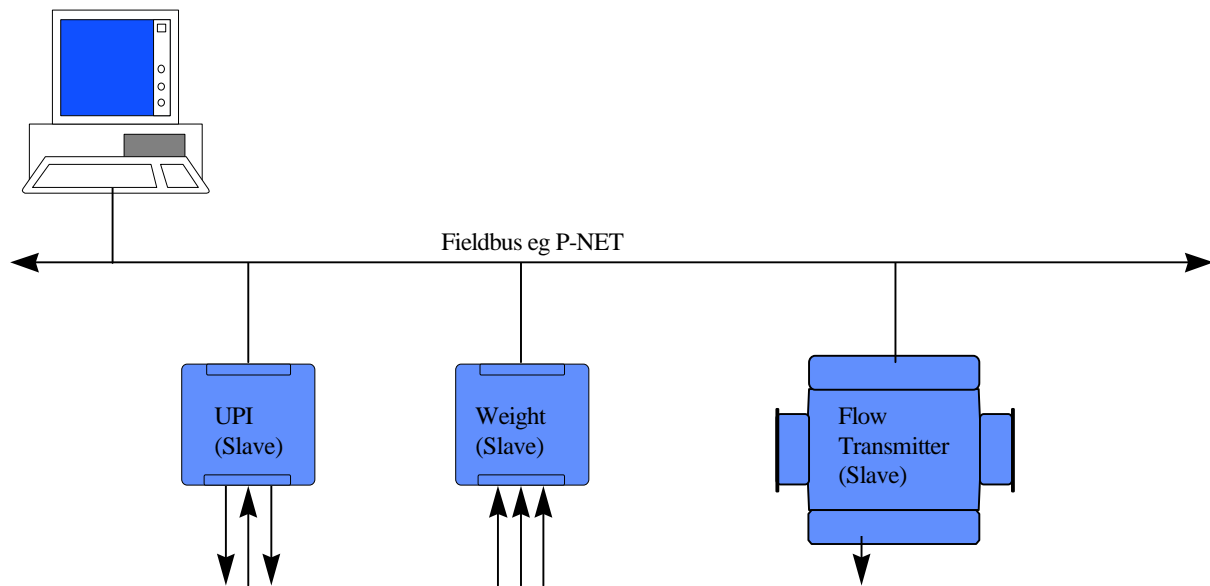 Fieldbus eg P-NET
UPI
(Slave)
Weight
(Slave)
Flow
Transmitter
(Slave)